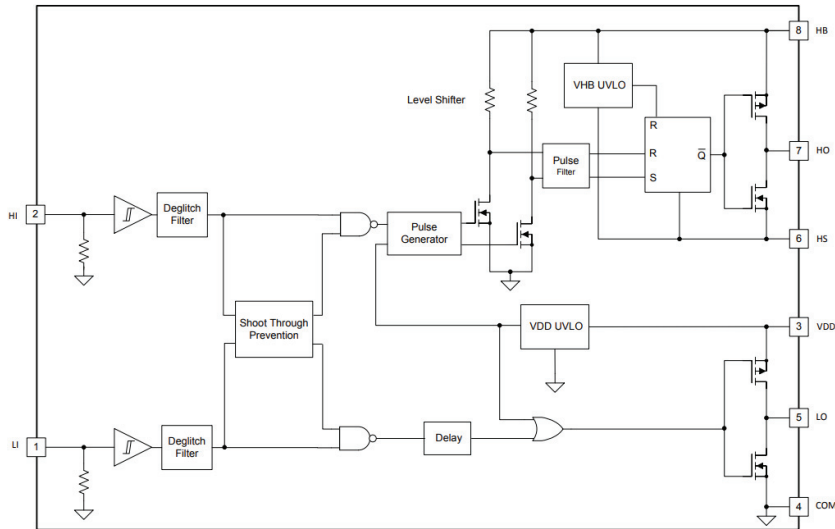 8 HB
VHB UVLO
Level Shifter
R
R Q
S
Pulse
Filter
7 HO
HI 2
Deglitch
Filter
Pulse
Generator
6 HS
Shoot Through
Prevention
VDD UVLO
3 VDD
5 LO
LI 1
Deglitch
Filter
Delay
4 COM